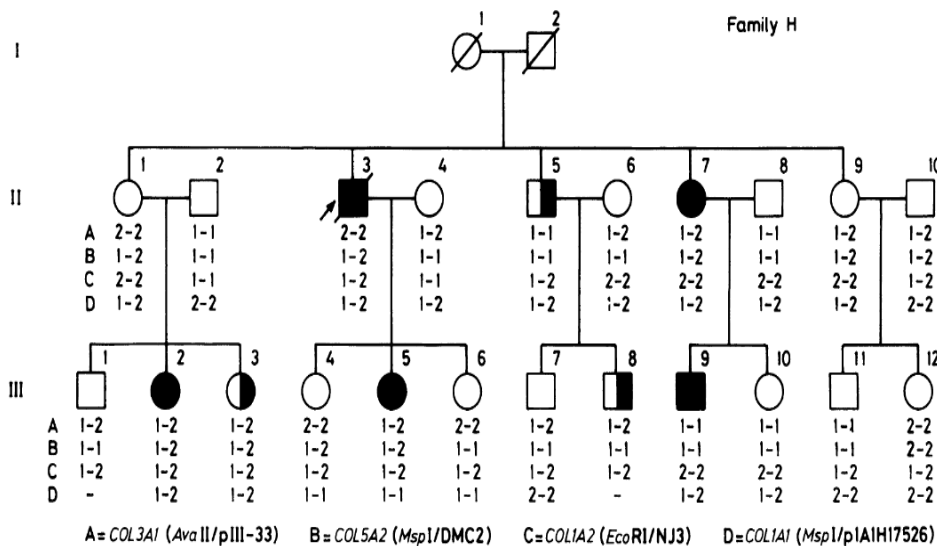 1 2 Family H
I
1 2 3 4 5 6 7 8 9 10
II
A 2-2 1-1 2-2 1-2 1-1 1-2 1-2 1-1 1-2 1-2
B 1-2 1-1 1-2 1-1 1-1 1-1 1-2 1-1 1-2 1-2
C 2-2 1-1 1-2 1-1 1-1 2-2 2-2 2-2 2-2 1-2
D 1-2 2-2 1-2 1-1 1-2 1-2 1-2 1-2 1-2 2-2
1 2 3 4 5 6 7 8 9 10 11 12
III
A 1-2 1-2 1-2 2-2 1-2 2-2 1-2 1-2 1-1 1-1 1-1 2-2
B 1-1 1-2 1-2 1-2 1-2 1-2 1-1 1-1 1-1 1-1 1-1 2-2
C 1-2 1-2 1-2 1-2 1-2 1-2 1-2 1-2 2-2 2-2 1-2 1-2
D - 1-2 1-2 1-1 1-1 1-1 2-2 - 1-2 1-2 2-2 2-2
A=COL3A1 (AvaII/pIII-33) B=COL5A2 (MspI/DMC2) C=COL1A2 (EcoRI/NJ3) D=COL1A1 (MspI/p1A1H17526)